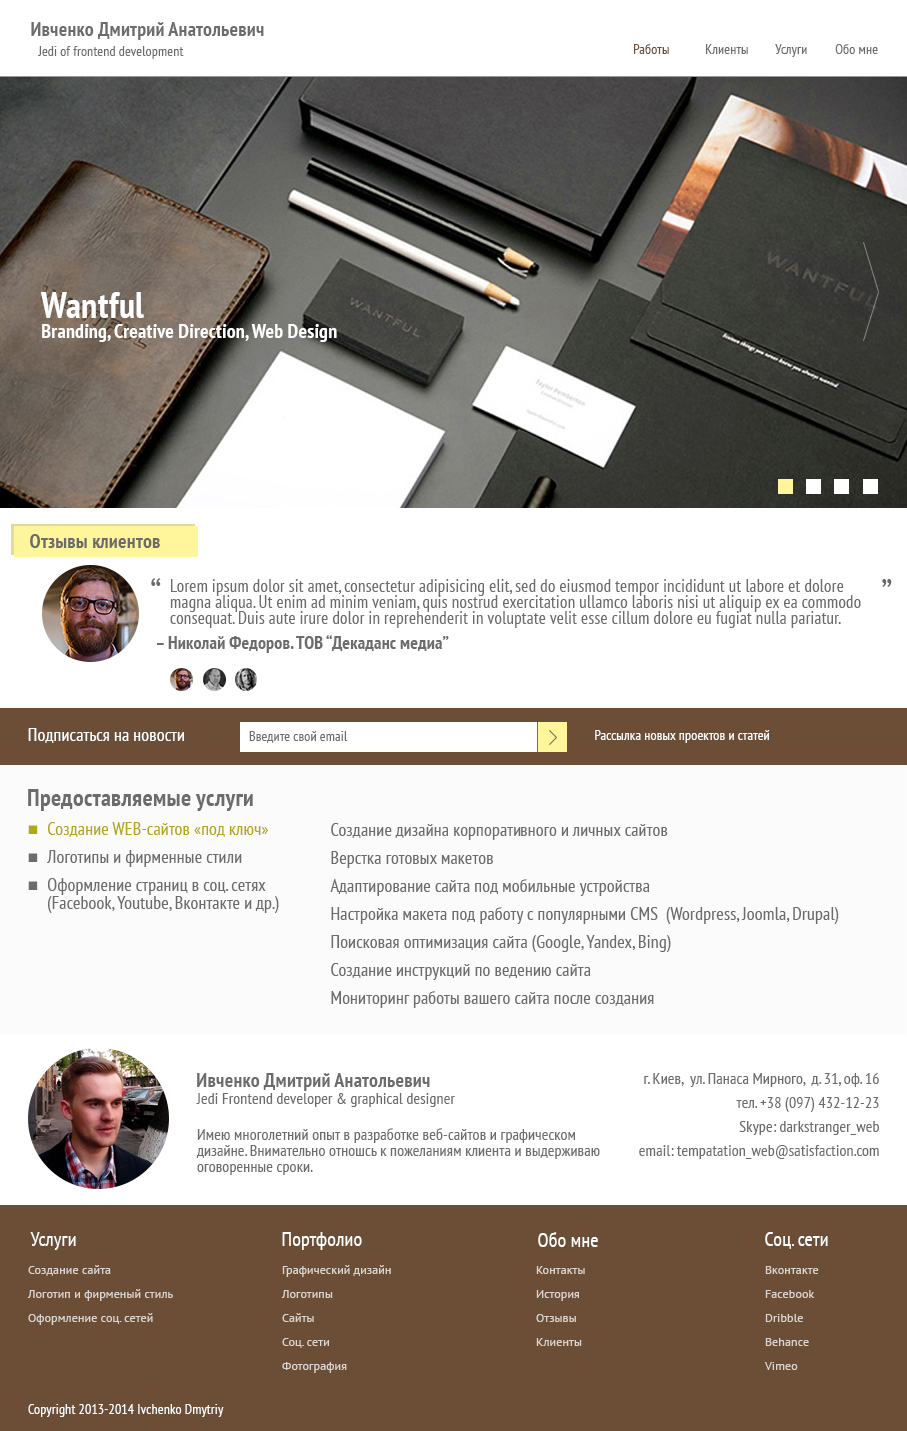 Ивченко Дмитрий Анатольевич
Jedi of frontend development
Работы
Клиенты
Услуги
Обо мне
WANTFUL
WANTFUL
Wantful
Branding, Creative Direction, Web Design
Taylor Pemberton
Отзывы клиентов
“ Lorem ipsum dolor sit amet, consectetur adipisicing elit, sed do eiusmod tempor incididunt ut labore et dolore ”
magna aliqua. Ut enim ad minim veniam, quis nostrud exercitation ullamco laboris nisi ut aliquip ex ea commodo
consequat. Duis aute irure dolor in reprehenderit in voluptate velit esse cillum dolore eu fugiat nulla pariatur.
– Николай Федоров. ТОВ “Декаданс медиа”
Подписаться на новости
Введите свой email
Рассылка новых проектов и статей
Предоставляемые услуги
Создание WEB-сайтов «под ключ»
Логотипы и фирменные стили
Оформление страниц в соц. сетях
(Facebook, Youtube, Вконтакте и др.)
Создание дизайна корпоративного и личных сайтов
Верстка готовых макетов
Адаптирование сайта под мобильные устройства
Настройка макета под работу с популярными CMS (Wordpress, Joomla, Drupal)
Поисковая оптимизация сайта (Google, Yandex, Bing)
Создание инструкций по ведению сайта
Мониторинг работы вашего сайта после создания
Ивченко Дмитрий Анатольевич
Jedi Frontend developer & graphical designer
Имею многолетний опыт в разработке веб-сайтов и графическом
дизайне. Внимательно отношсь к пожеланиям клиента и выдерживаю
оговоренные сроки.
г. Киев, ул. Панаса Мирного, д. 31, оф. 16
тел. +38 (097) 432-12-23
Skype: darkstranger_web
email: tempatation_web@satisfaction.com
Услуги
Создание сайта
Логотип и фирменый стиль
Оформление соц. сетей
Портфолио
Графический дизайн
Логотипы
Сайты
Соц. сети
Фотография
Обо мне
Контакты
История
Отзывы
Клиенты
Соц. сети
Вконтакте
Facebook
Dribble
Behance
Vimeo
Copyright 2013-2014 Ivchenko Dmytriy